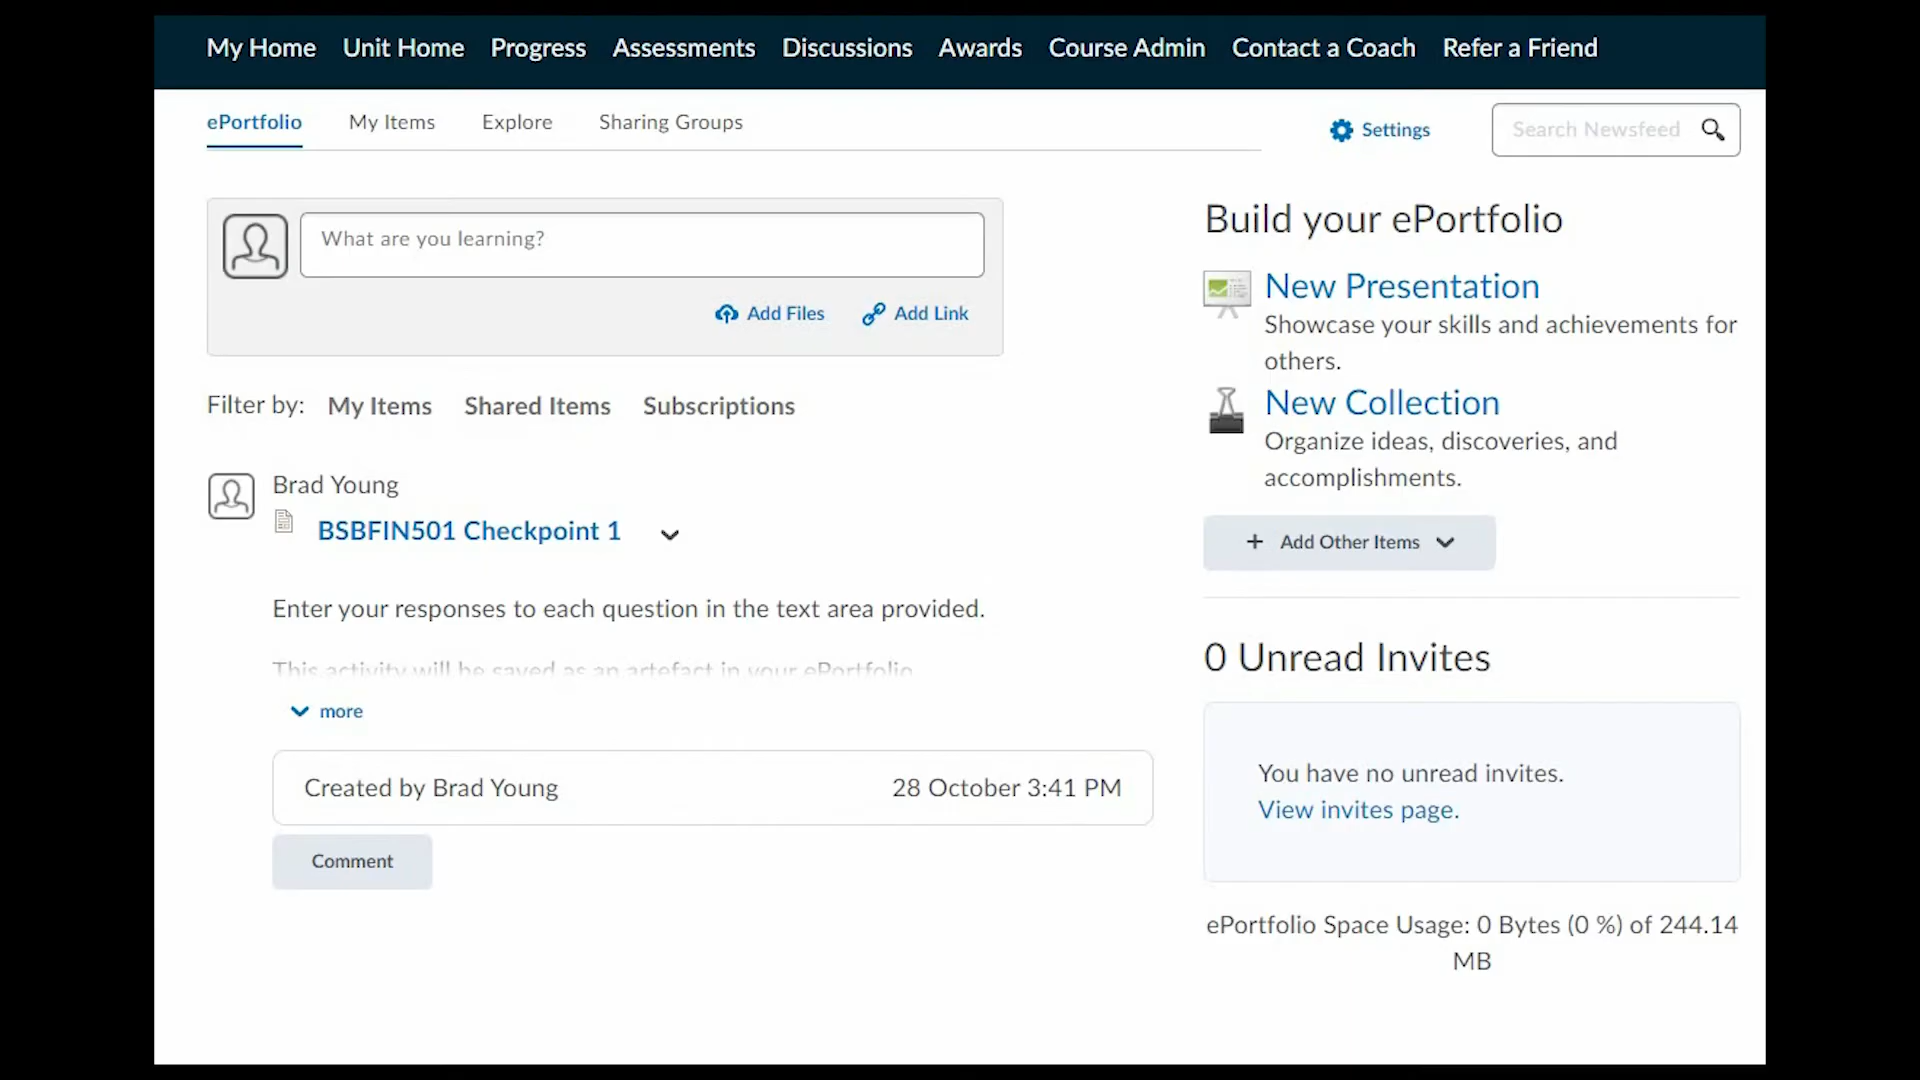 My Home Unit Home Progress Assessments Discussions Awards Course Admin Contact a Coach Refer a Friend
ePortfolio My Items Explore Sharing Groups
Settings
Search Newsfeed
What are you learning?
Add Files Add Link
Filter by: My Items Shared Items Subscriptions
Brad Young
BSBFIN501 Checkpoint 1
Enter your responses to each question in the text area provided.
This activity will be saved as an artefact in your ePortfolio
more
Created by Brad Young 28 October 3:41 PM
Comment
Build your ePortfolio
New Presentation
Showcase your skills and achievements for
others.
New Collection
Organize ideas, discoveries, and
accomplishments.
+ Add Other Items
0 Unread Invites
You have no unread invites.
View invites page.
ePortfolio Space Usage: 0 Bytes (0 %) of 244.14
MB